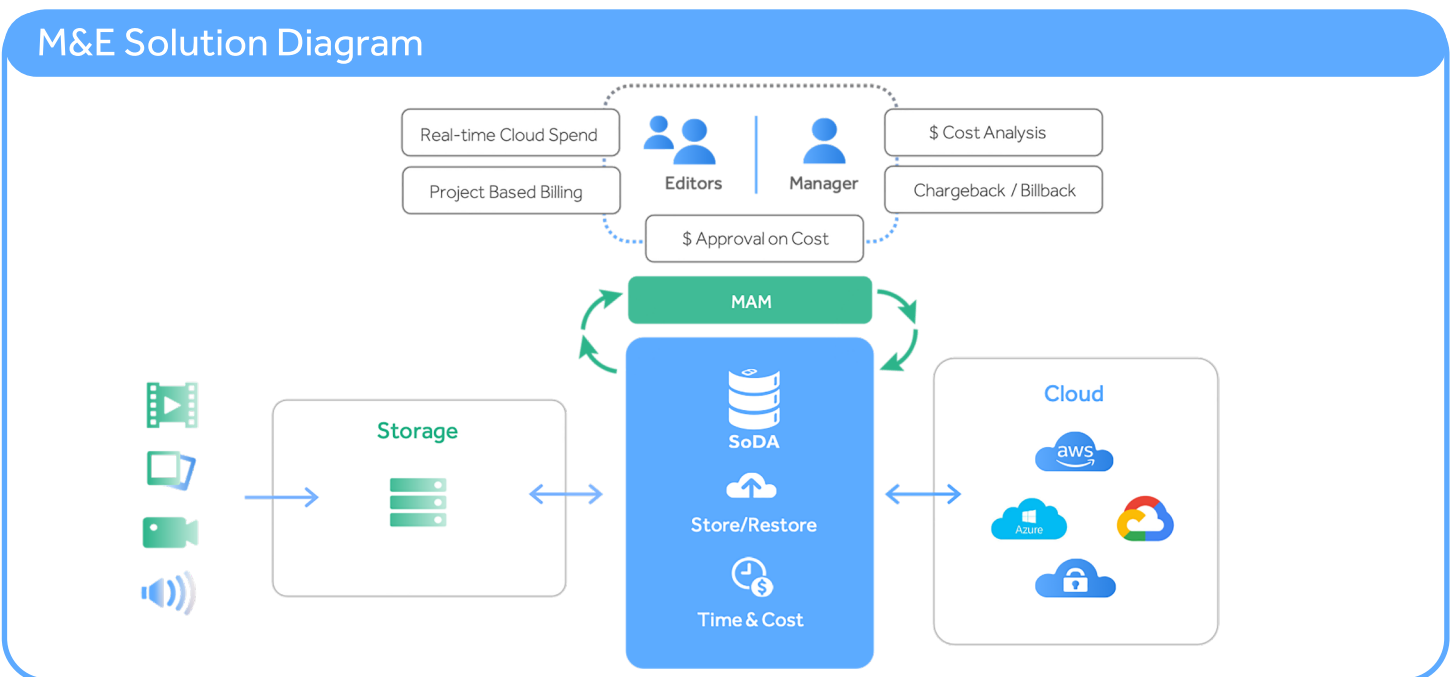 M&E Solution Diagram
Real-time Cloud Spend
Project Based Billing
Editors
Manager
$ Cost Analysis
Chargeback / Billback
$ Approval on Cost
MAM
Storage
SoDA
Store/Restore
$
Time & Cost
Cloud
aws
Azure